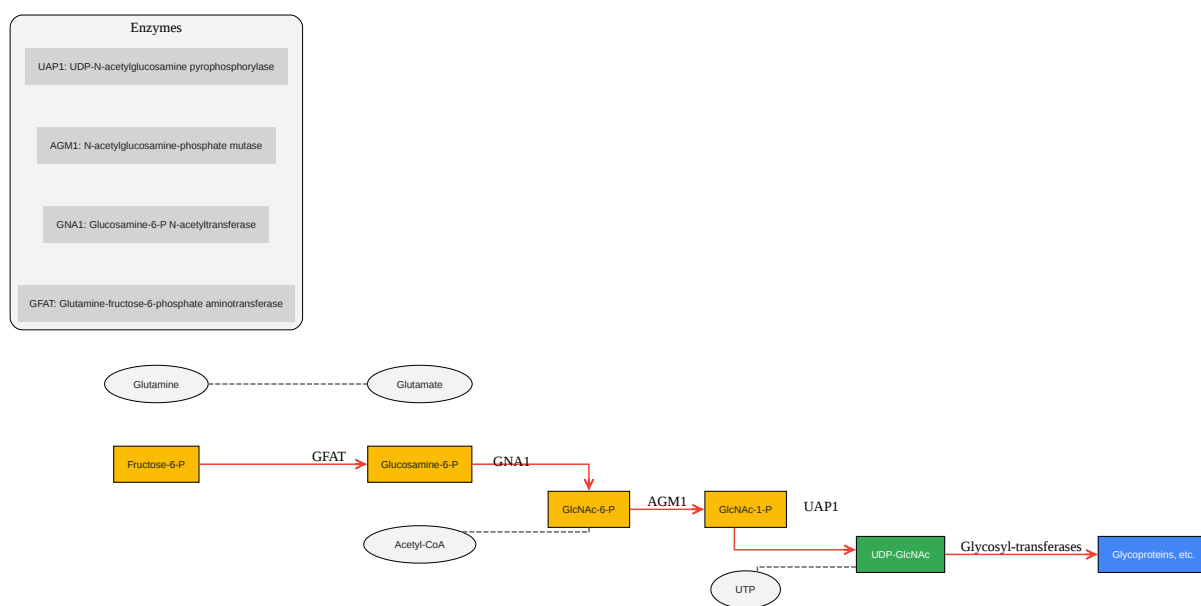 Enzymes
UAP1: UDP-N-acetylglucosamine pyrophosphorylase
AGM1: N-acetylglucosamine-phosphate mutase
GNA1: Glucosamine-6-P N-acetyltransferase
GFAT: Glutamine-fructose-6-phosphate aminotransferase
Glutamine
Glutamate
Fructose-6-P
GFAT
Glucosamine-6-P
GNA1
GlcNAc-6-P
AGM1
GlcNAc-1-P
UAP1
Acetyl-CoA
UDP-GlcNAc
Glycosyl-transferases
Glycoproteins, etc.
UTP